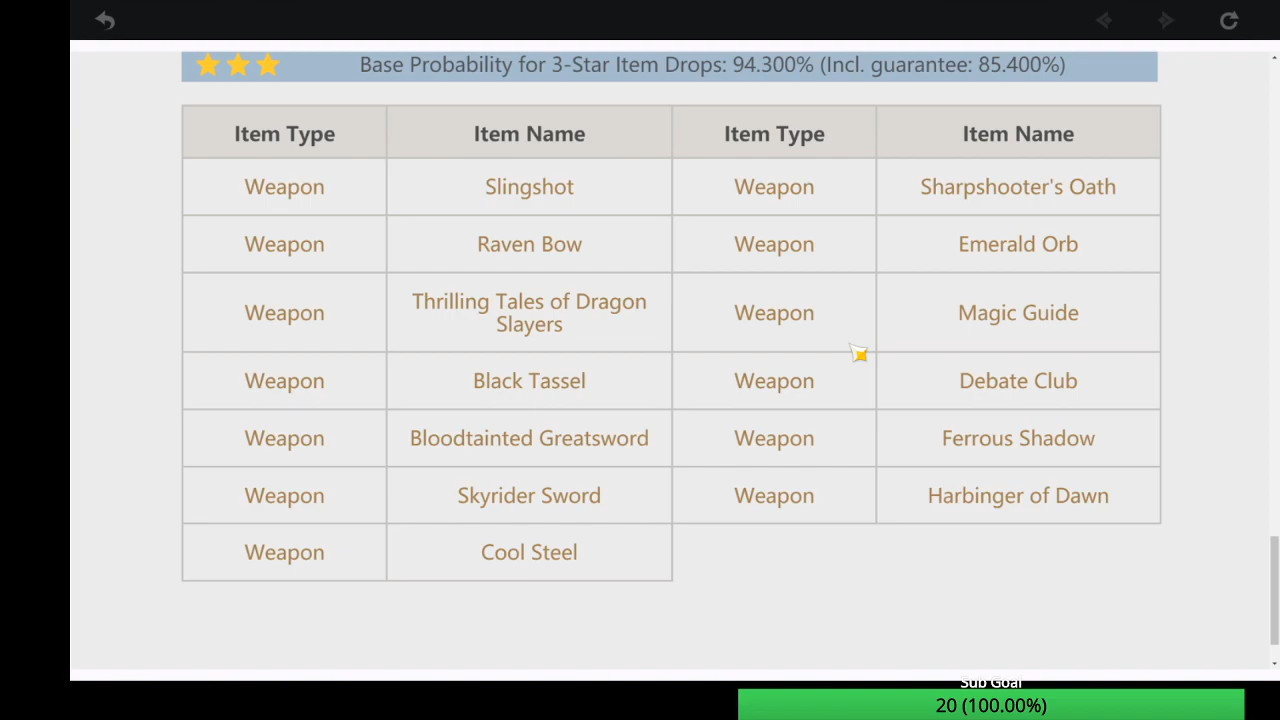 Base Probability for 3-Star Item Drops: 94.300% (Incl. guarantee: 85.400%)
Item Type Item Name Item Type Item Name
Weapon Slingshot Weapon Sharpshooter's Oath
Weapon Raven Bow Weapon Emerald Orb
Weapon Thrilling Tales of Dragon
Slayers Weapon Magic Guide
Weapon Black Tassel Weapon Debate Club
Weapon Bloodtainted Greatsword Weapon Ferrous Shadow
Weapon Skyrider Sword Weapon Harbinger of Dawn
Weapon Cool Steel
Sub Goal
20 (100.00%)